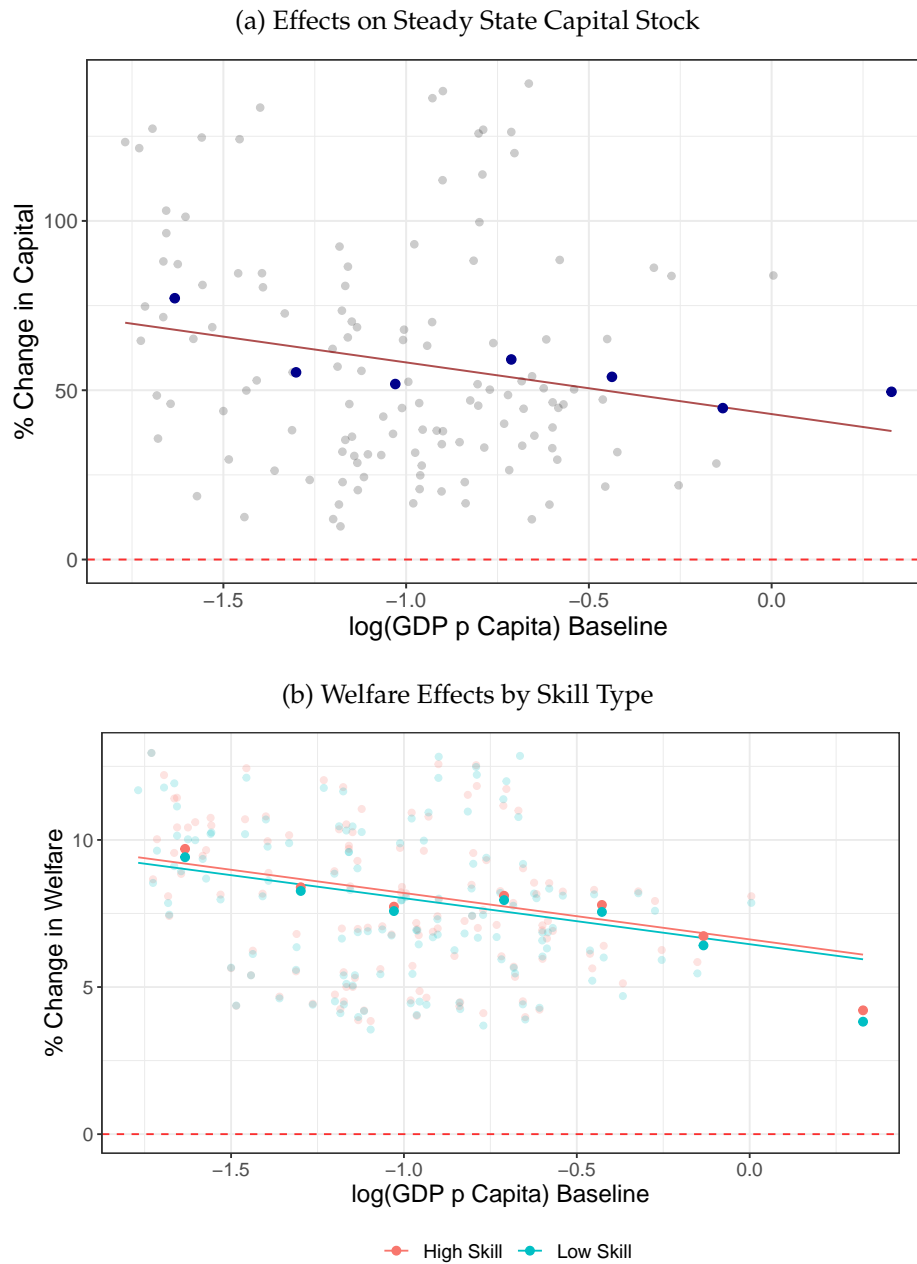 (a) Effects on Steady State Capital Stock
% Change in Capital
100
50
0
−1.5 −1.0 −0.5 0.0
log(GDP p Capita) Baseline
(b) Welfare Effects by Skill Type
% Change in Welfare
10
5
0
−1.5 −1.0 −0.5 0.0
log(GDP p Capita) Baseline
High Skill Low Skill